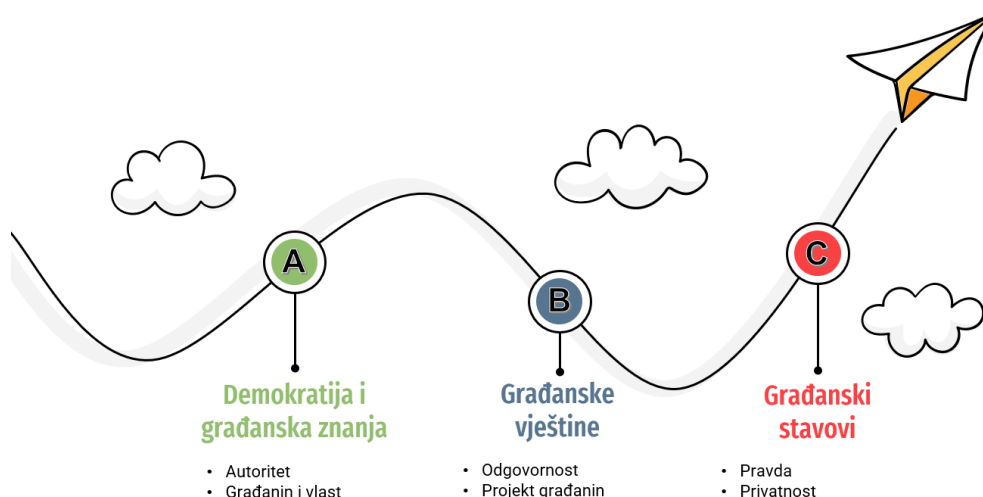 A
B
C
Demokratija i
građanska znanja
• Autoritet
• Građanin i vlast
Građanske
vještine
• Odgovornost
• Projekt građanin
Građanski
stavovi
• Pravda
• Privatnost